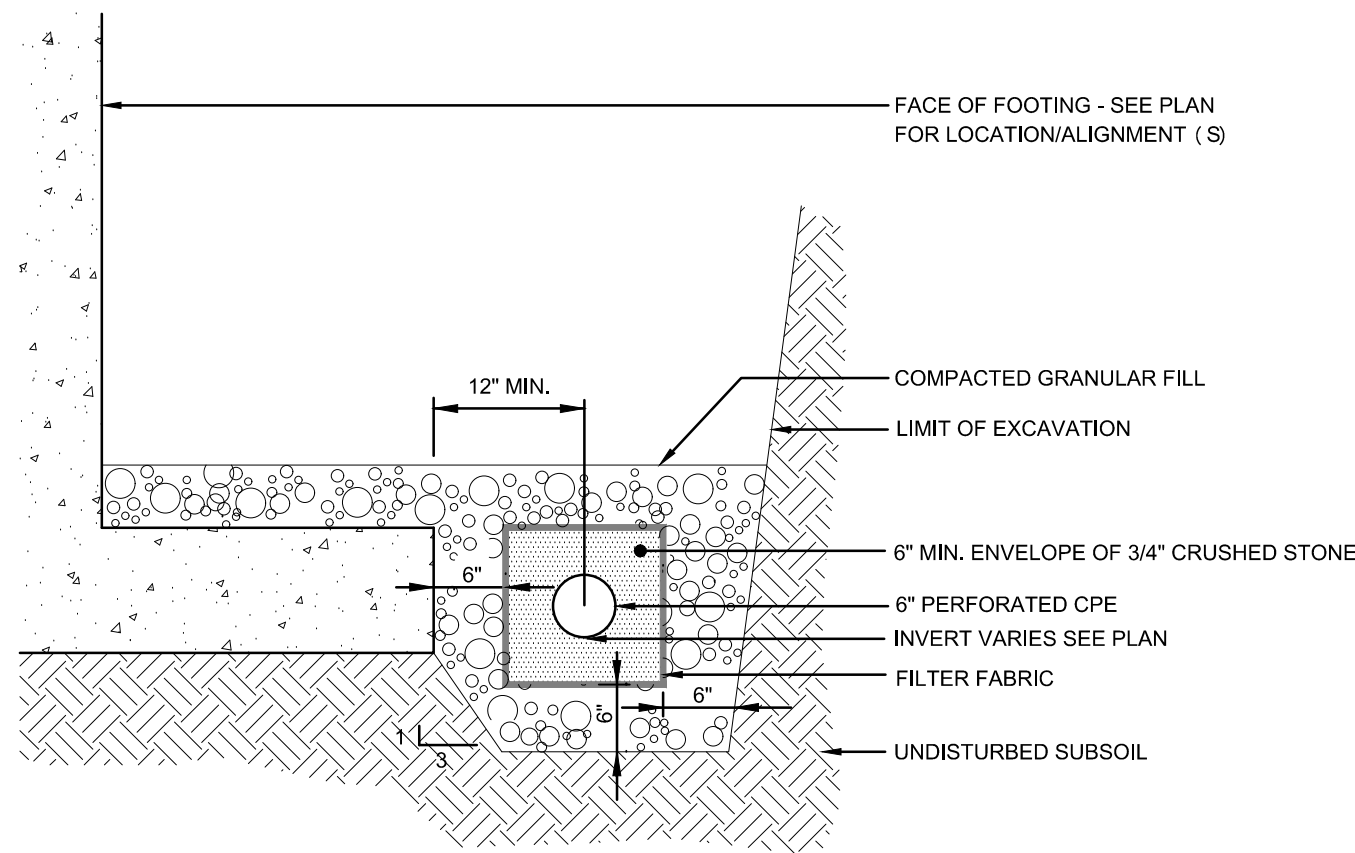 FACE OF FOOTING - SEE PLAN
FOR LOCATION/ALIGNMENT ( S)
12" MIN.
COMPACTED GRANULAR FILL
LIMIT OF EXCAVATION
6" MIN. ENVELOPE OF 3/4" CRUSHED STONE
6"
6" PERFORATED CPE
INVERT VARIES SEE PLAN
FILTER FABRIC
6"
6"
1
3
UNDISTURBED SUBSOIL